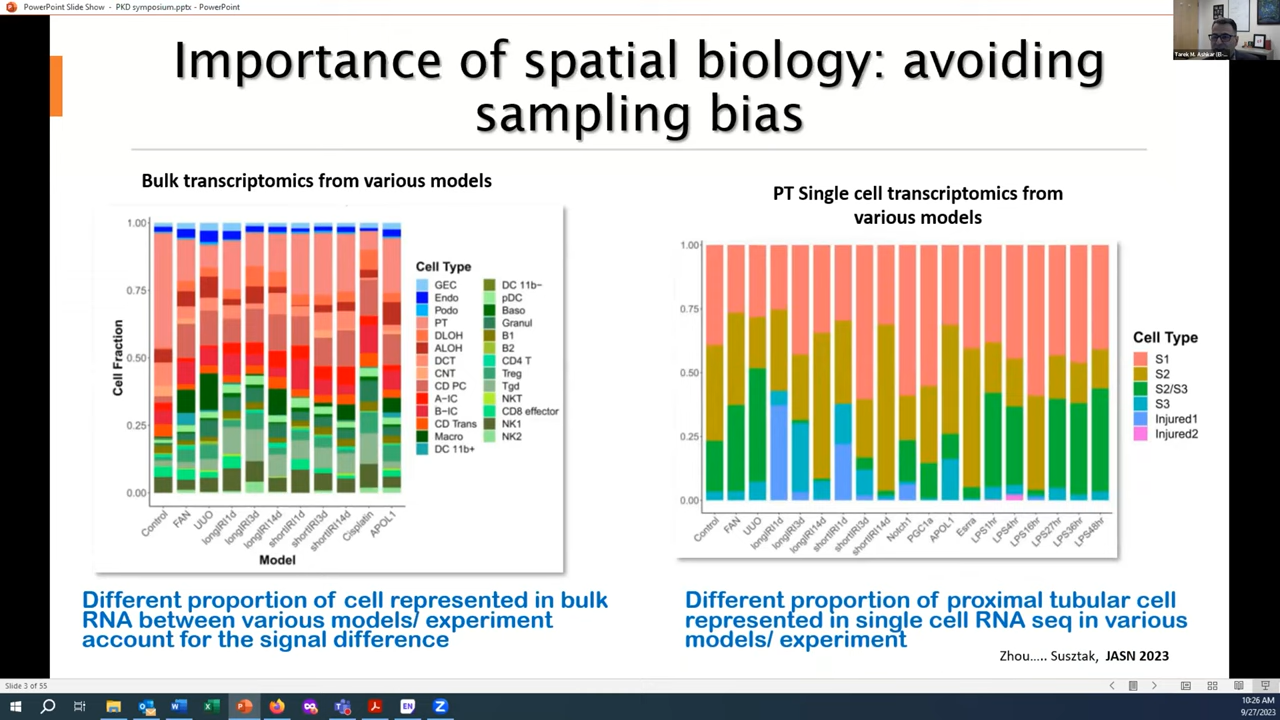 PowerPoint Slide Show - PKD symposium.pptx - PowerPoint
Tarek M. Ashkar (El-...
Importance of spatial biology: avoiding
sampling bias
Bulk transcriptomics from various models
1.00
0.75
0.50
0.25
0.00
Cell Fraction
Control
FAN
UUO
longIRI1d
longIRI3d
longIRI14d
shortIRI1d
shortIRI3d
shortIRI14d
Cisplatin
APOL1
Model
Cell Type
GEC
Endo
Podo
PT
DLOH
ALOH
DCT
CNT
CD PC
A-IC
B-IC
CD Trans
Macro
DC 11b+
DC 11b−
pDC
Baso
Granul
B1
B2
CD4 T
Treg
Tgd
NKT
CD8 effector
NK1
NK2
Different proportion of cell represented in bulk
RNA between various models/ experiment
account for the signal difference
PT Single cell transcriptomics from
various models
1.00
0.75
0.50
0.25
0.00
Control
FAN
UUO
longIRI1d
longIRI3d
longIRI14d
shortIRI1d
shortIRI3d
shortIRI14d
Notch1
PGC1a
APOL1
Esrra
LPS1hr
LPS4hr
LPS16hr
LPS27hr
LPS36hr
LPS48hr
Cell Type
S1
S2
S2/S3
S3
Injured1
Injured2
Different proportion of proximal tubular cell
represented in single cell RNA seq in various
models/ experiment
Zhou..... Susztak, JASN 2023
Slide 3 of 55
EN
10:26 AM
9/27/2023